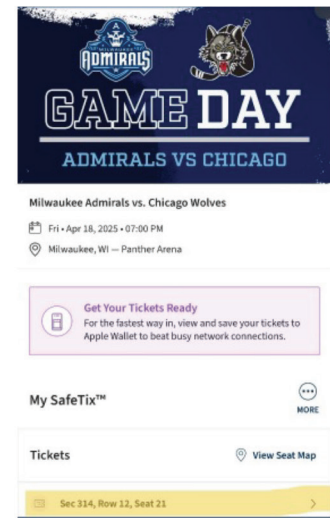 MILWAUKEE
ADMIRALS
GAME DAY
ADMIRALS VS CHICAGO
Milwaukee Admirals vs. Chicago Wolves
Fri • Apr 18, 2025 • 07:00 PM
Milwaukee, WI — Panther Arena
Get Your Tickets Ready
For the fastest way in, view and save your tickets to
Apple Wallet to beat busy network connections.
My SafeTix™
MORE
Tickets
View Seat Map
Sec 314, Row 12, Seat 21